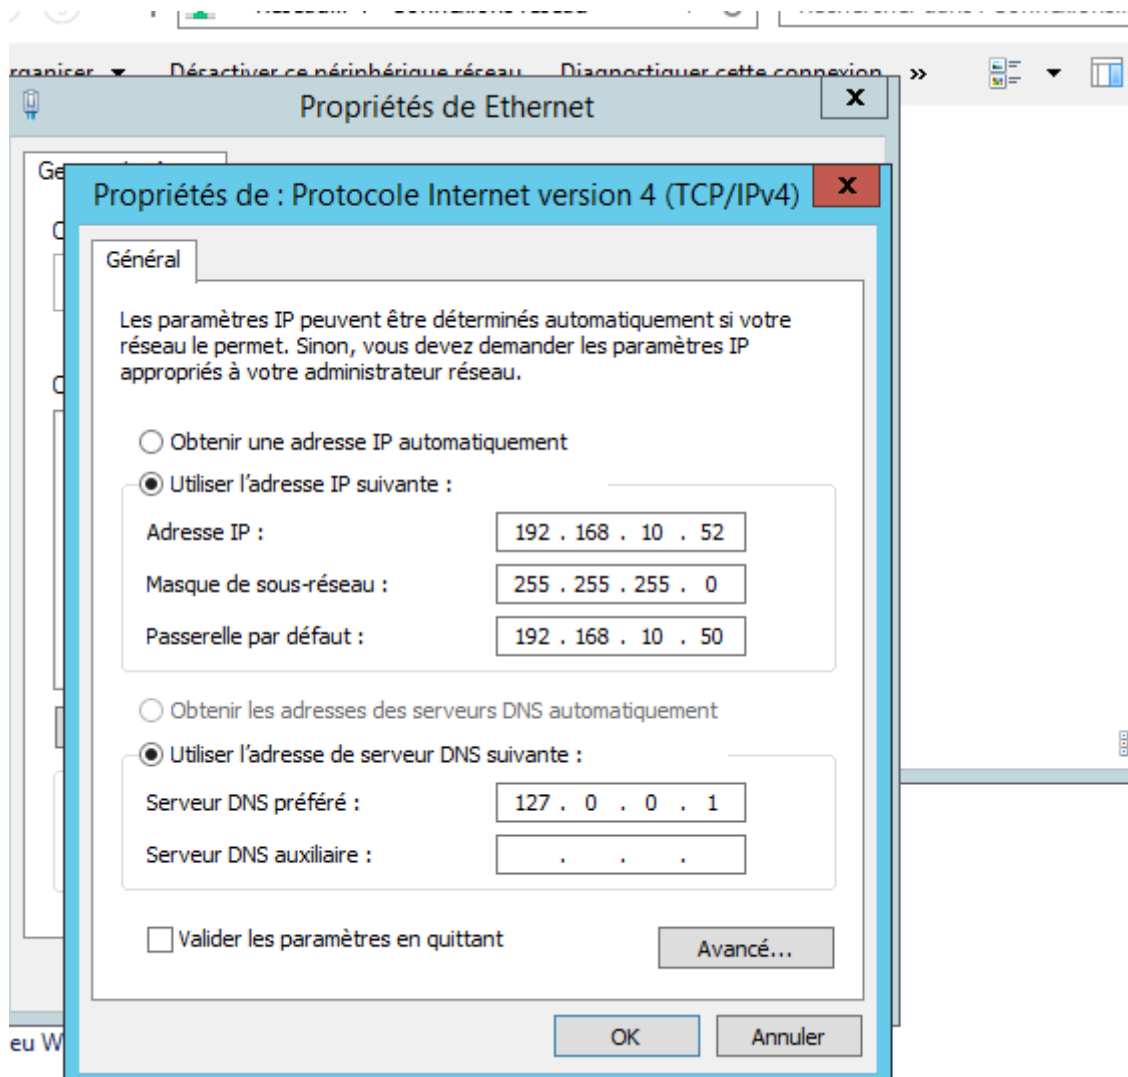 Désactiver ce périphérique réseau
Diagnostiquer cette connexion
»
Propriétés de Ethernet
X
Propriétés de : Protocole Internet version 4 (TCP/IPv4)
X
Général
Les paramètres IP peuvent être déterminés automatiquement si votre
réseau le permet. Sinon, vous devez demander les paramètres IP
appropriés à votre administrateur réseau.
Obtenir une adresse IP automatiquement
Utiliser l'adresse IP suivante :
Adresse IP : 192 . 168 . 10 . 52
Masque de sous-réseau : 255 . 255 . 255 . 0
Passerelle par défaut : 192 . 168 . 10 . 50
Obtenir les adresses des serveurs DNS automatiquement
Utiliser l'adresse de serveur DNS suivante :
Serveur DNS préféré : 127 . 0 . 0 . 1
Serveur DNS auxiliaire : . . .
Valider les paramètres en quittant
Avancé...
OK
Annuler
eu W